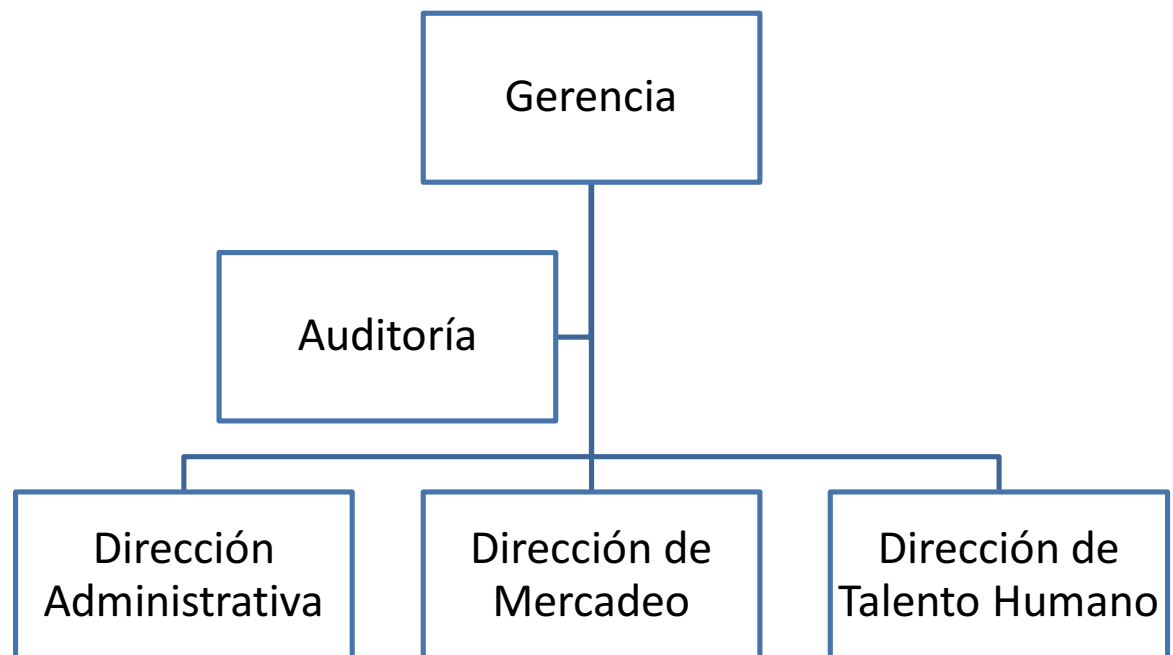 Gerencia
Auditoría
Dirección
Administrativa
Dirección de
Mercadeo
Dirección de
Talento Humano